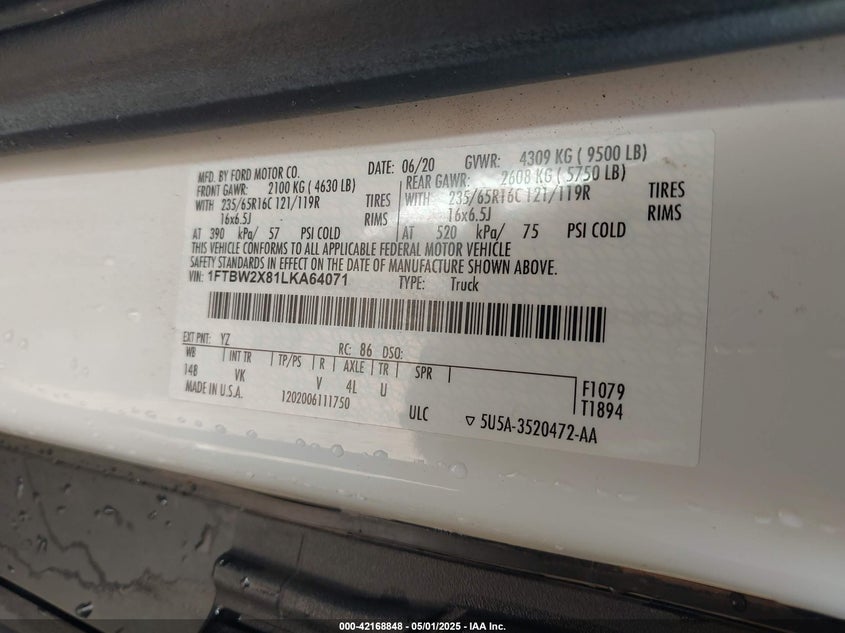 MFD. BY FORD MOTOR CO. DATE: 06/20 GVWR: 4309 KG ( 9500 LB)
FRONT GAWR: 2100 KG ( 4630 LB) REAR GAWR: 2608 KG ( 5750 LB)
WITH 235/65R16C 121/119R TIRES WITH 235/65R16C 121/119R TIRES
16x6.5J RIMS 16x6.5J RIMS
AT 390 kPa/ 57 PSI COLD AT 520 kPa/ 75 PSI COLD
THIS VEHICLE CONFORMS TO ALL APPLICABLE FEDERAL MOTOR VEHICLE
SAFETY STANDARDS IN EFFECT ON THE DATE OF MANUFACTURE SHOWN ABOVE.
VIN: 1FTBW2X81LKA64071 TYPE: Truck
EXT PNT: YZ RC: 86 DSO:
WB INT TR TP/PS R AXLE TR SPR
148 VK V 4L U F1079
MADE IN U.S.A. 1202006111750 ULC T1894
▽ 5U5A-3520472-AA
000-42168848 - 05/01/2025 - IAA Inc.